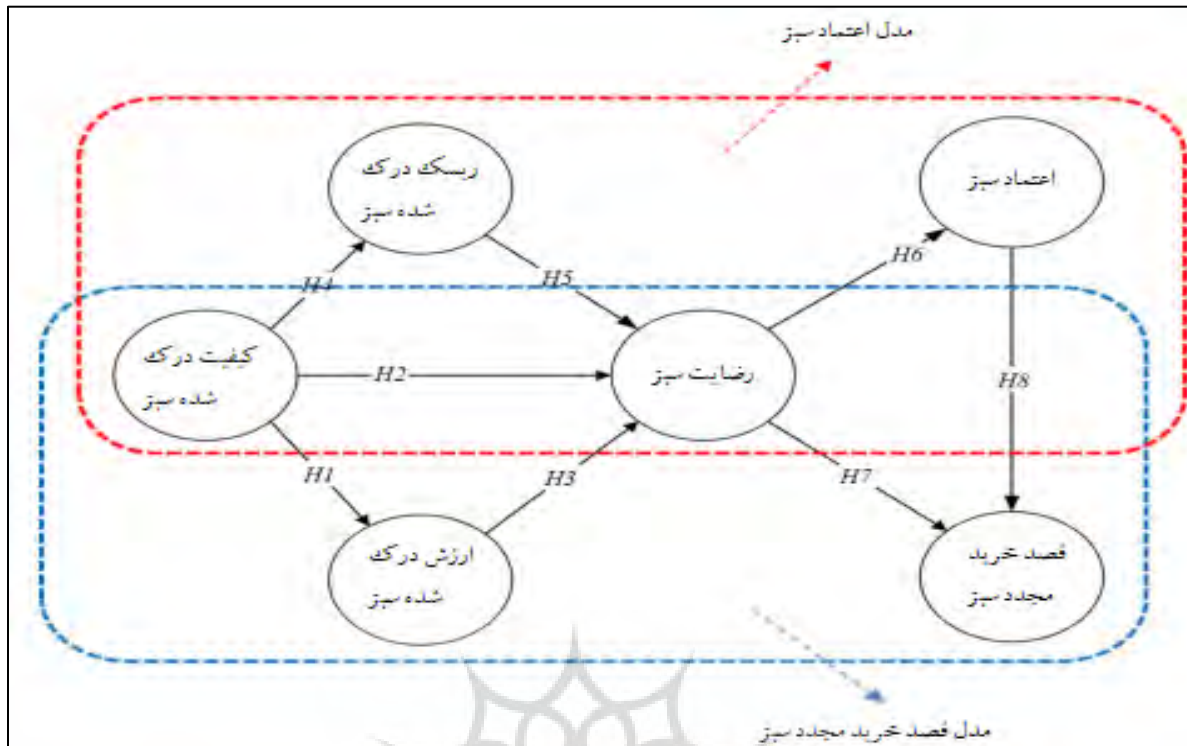 مدل اعتماد سبز
ریسک درک
شده سبز
اعتماد سبز
H4
H5
H6
کیفیت درک
شده سبز
H2
رضایت سبز
H8
H1
H3
H7
ارزش درک
شده سبز
قصد خرید
مجدد سبز
مدل قصد خرید مجدد سبز